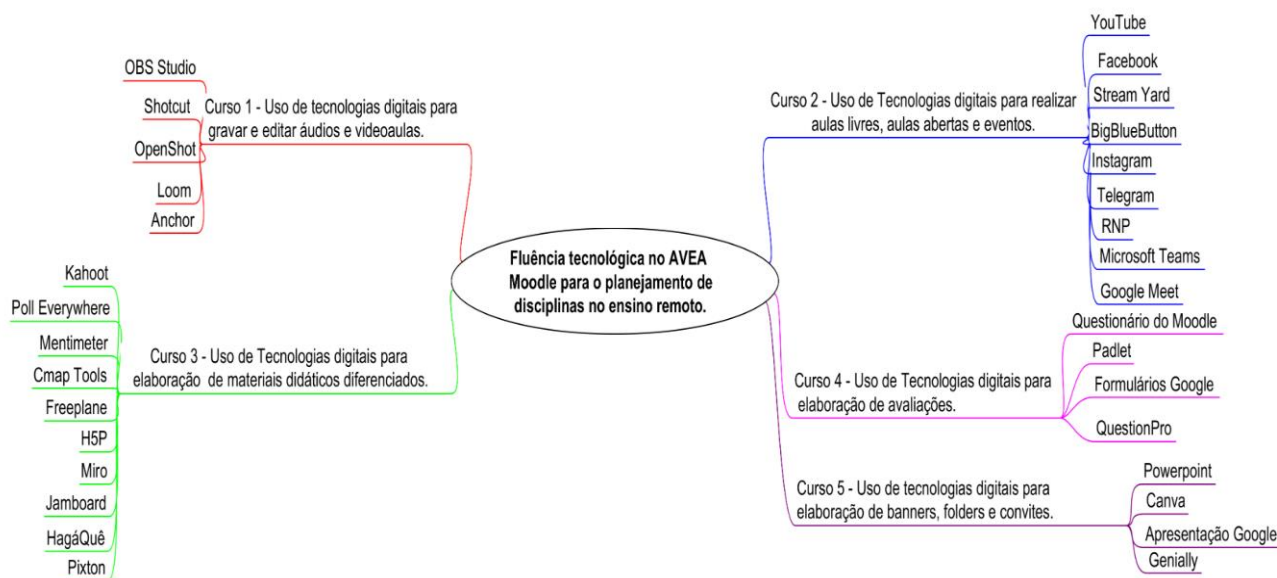 Fluência tecnológica no AVEA
Moodle para o planejamento de
disciplinas no ensino remoto.
Curso 1 - Uso de tecnologias digitais para
gravar e editar áudios e videoaulas.
OBS Studio
Shotcut
OpenShot
Loom
Anchor
Curso 2 - Uso de Tecnologias digitais para realizar
aulas livres, aulas abertas e eventos.
YouTube
Facebook
Stream Yard
BigBlueButton
Instagram
Telegram
RNP
Microsoft Teams
Google Meet
Curso 3 - Uso de Tecnologias digitais para
elaboração de materiais didáticos diferenciados.
Kahoot
Poll Everywhere
Mentimeter
Cmap Tools
Freeplane
H5P
Miro
Jamboard
HagáQuê
Pixton
Curso 4 - Uso de Tecnologias digitais para
elaboração de avaliações.
Questionário do Moodle
Padlet
Formulários Google
QuestionPro
Curso 5 - Uso de tecnologias digitais para
elaboração de banners, folders e convites.
Powerpoint
Canva
Apresentação Google
Genially